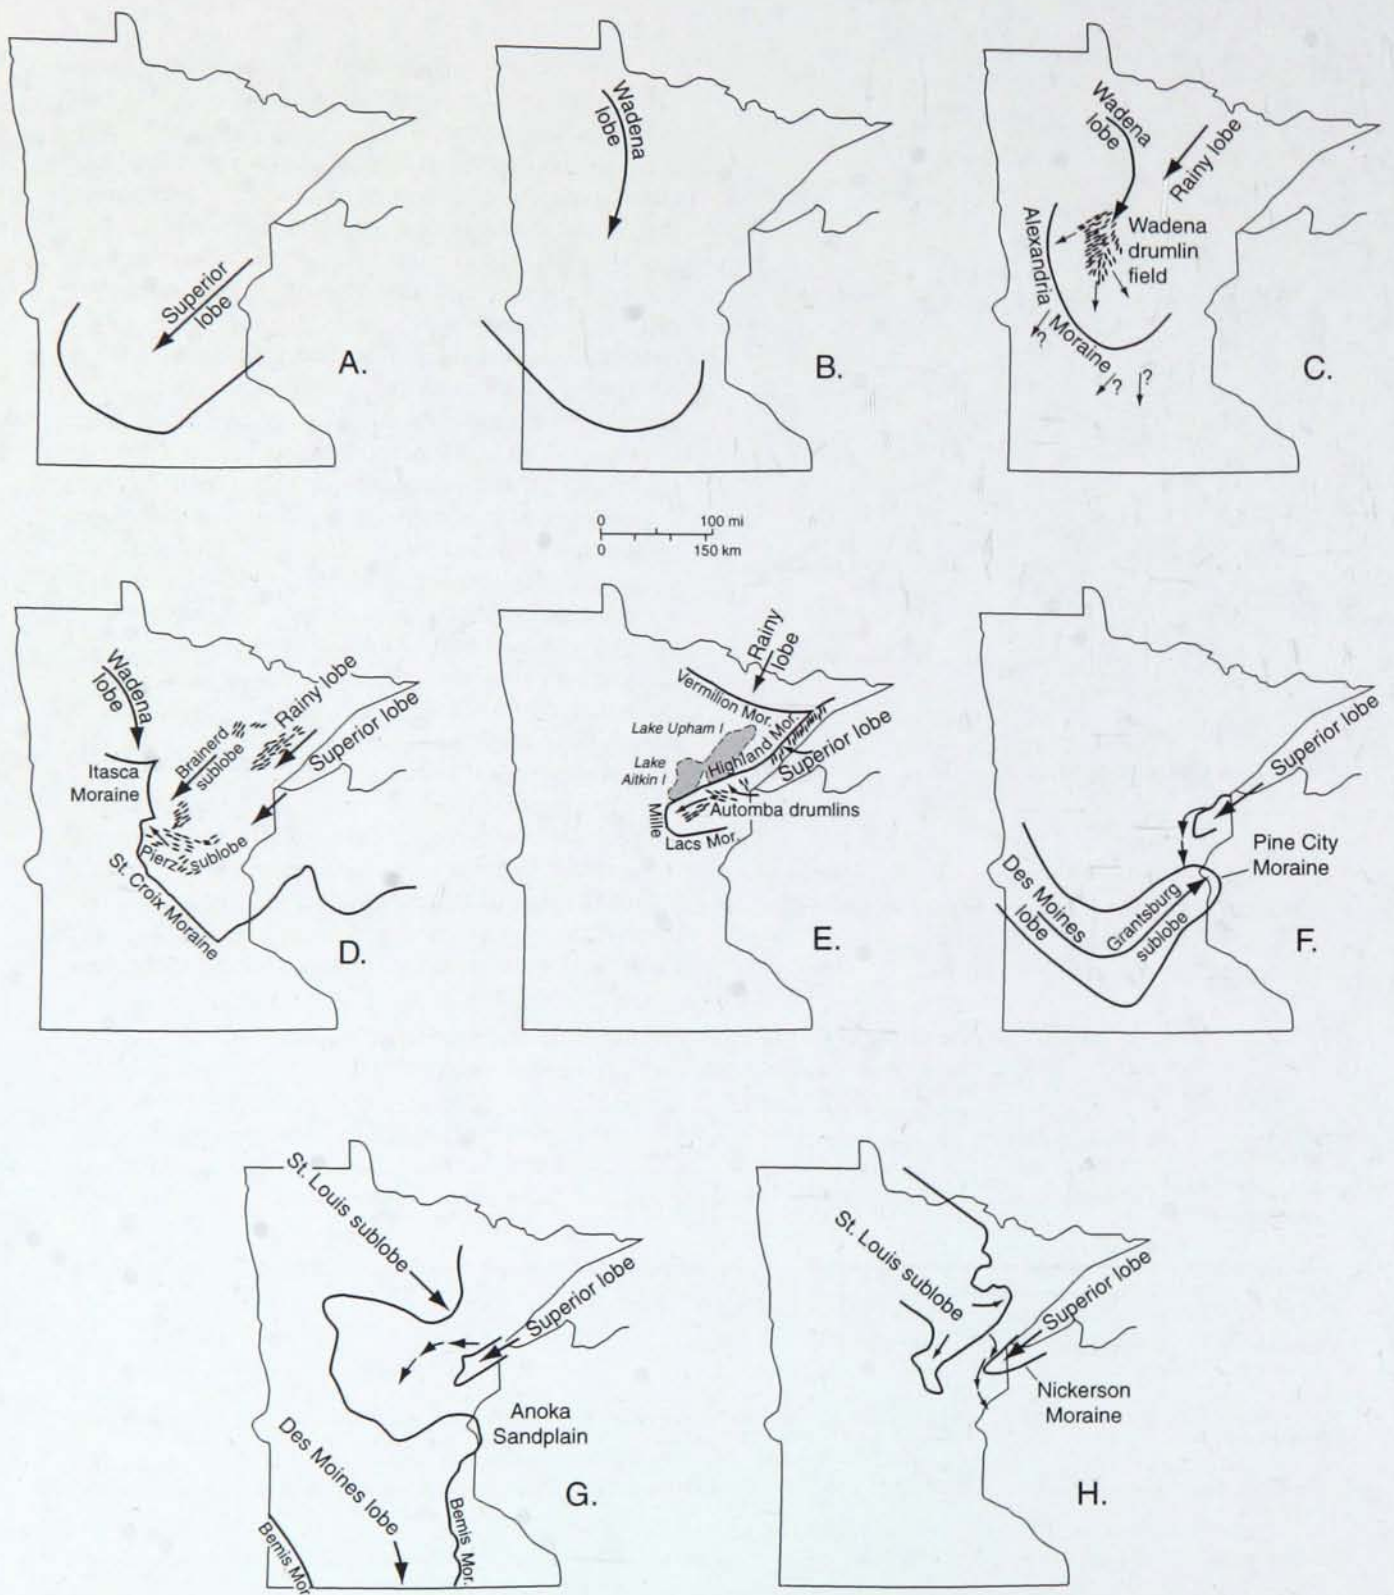 Superior
lobe
A.
Wadena
lobe
B.
Wadena
lobe
Rainy lobe
Wadena
drumlin
field
Alexandria
Moraine
?
?
?
C.
0 100 mi
0 150 km
Wadena
lobe
Rainy lobe
Brainerd
sublobe
Superior lobe
Itasca
Moraine
Pierz sublobe
St. Croix Moraine
D.
Rainy
lobe
Vermilion Mor.
Lake Upham I
Highland Mor.
Lake
Aitkin I
Superior lobe
Automba drumlins
Mille
Lacs Mor.
E.
Superior lobe
Pine City
Moraine
Des Moines
lobe
Grantsburg
sublobe
F.
St. Louis sublobe
Superior lobe
Anoka
Sandplain
Des Moines lobe
Bemis Mor.
Bemis Mor.
G.
St. Louis sublobe
Superior lobe
Nickerson
Moraine
H.